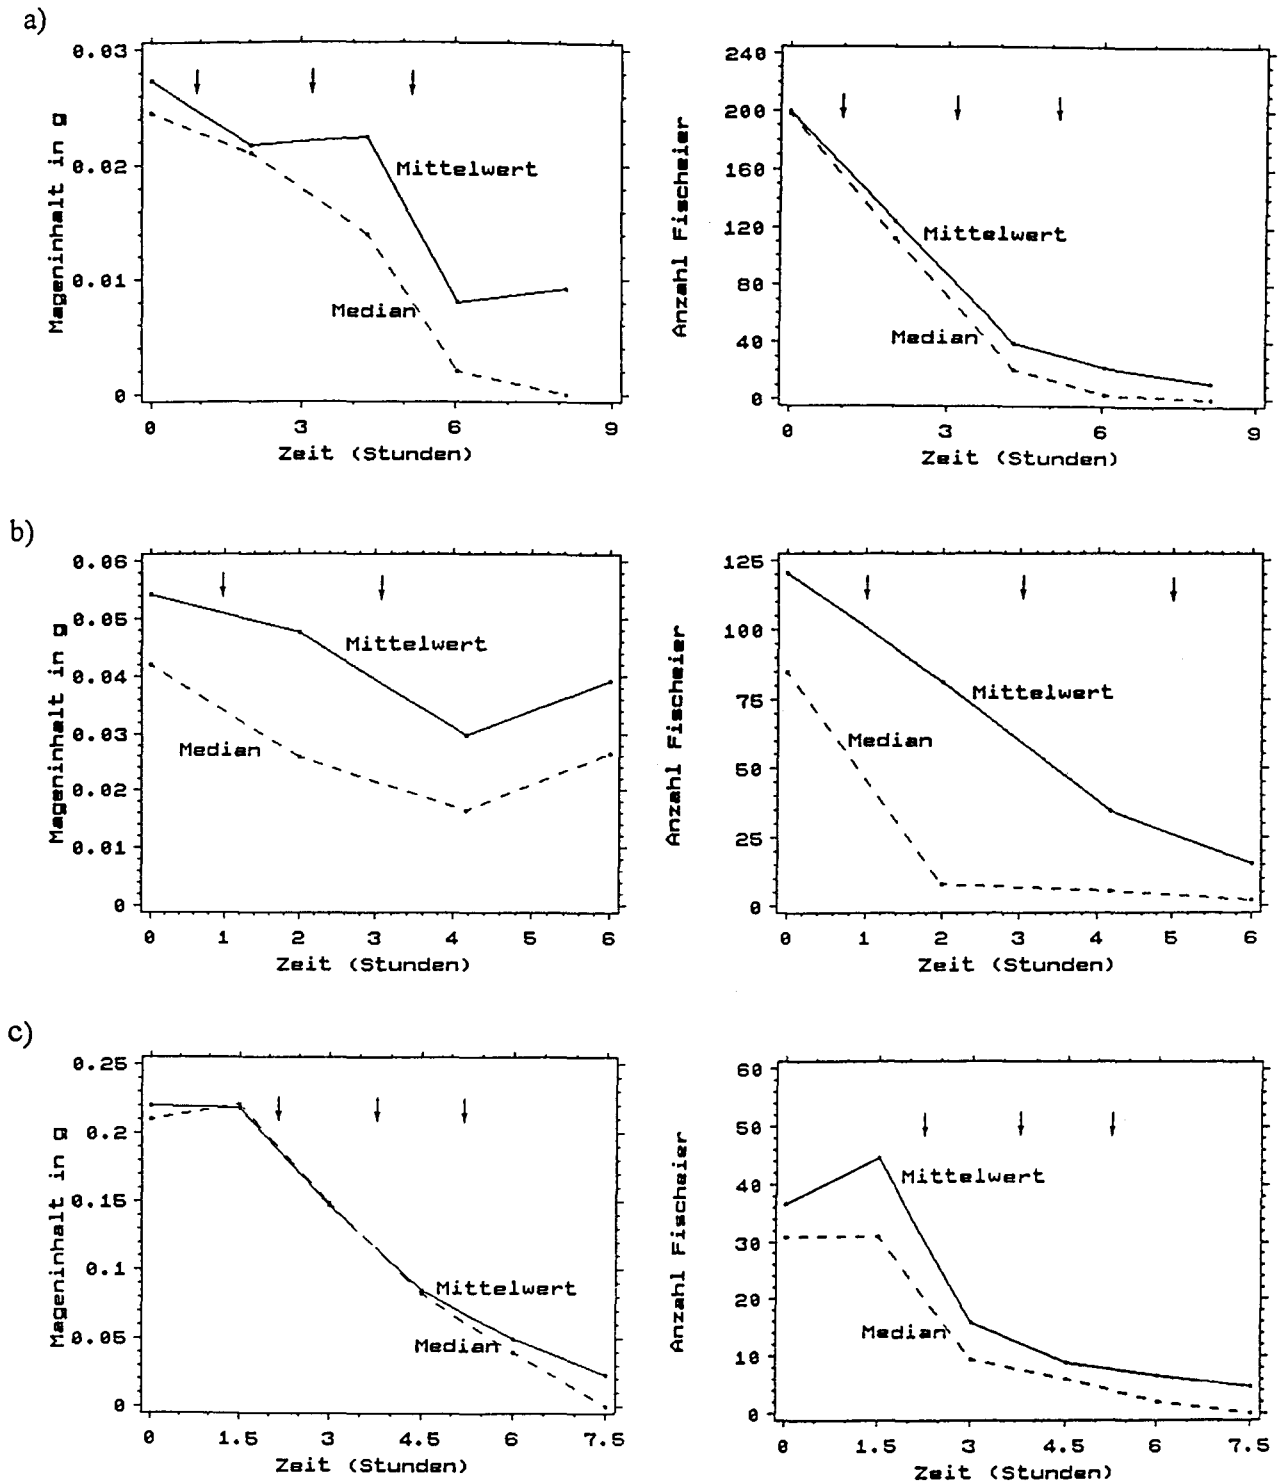 a)
Mageninhalt in g
0.03
0.02
0.01
0
Mittelwert
Median
0 3 6 9
Zeit (Stunden)
Anzahl Fischeier
240
200
160
120
80
40
0
Mittelwert
Median
0 3 6 9
Zeit (Stunden)
b)
Mageninhalt in g
0.06
0.05
0.04
0.03
0.02
0.01
0
Mittelwert
Median
0 1 2 3 4 5 6
Zeit (Stunden)
Anzahl Fischeier
125
100
75
50
25
0
Mittelwert
Median
0 1 2 3 4 5 6
Zeit (Stunden)
c)
Mageninhalt in g
0.25
0.2
0.15
0.1
0.05
0
Mittelwert
Median
0 1.5 3 4.5 6 7.5
Zeit (Stunden)
Anzahl Fischeier
60
50
40
30
20
10
0
Mittelwert
Median
0 1.5 3 4.5 6 7.5
Zeit (Stunden)